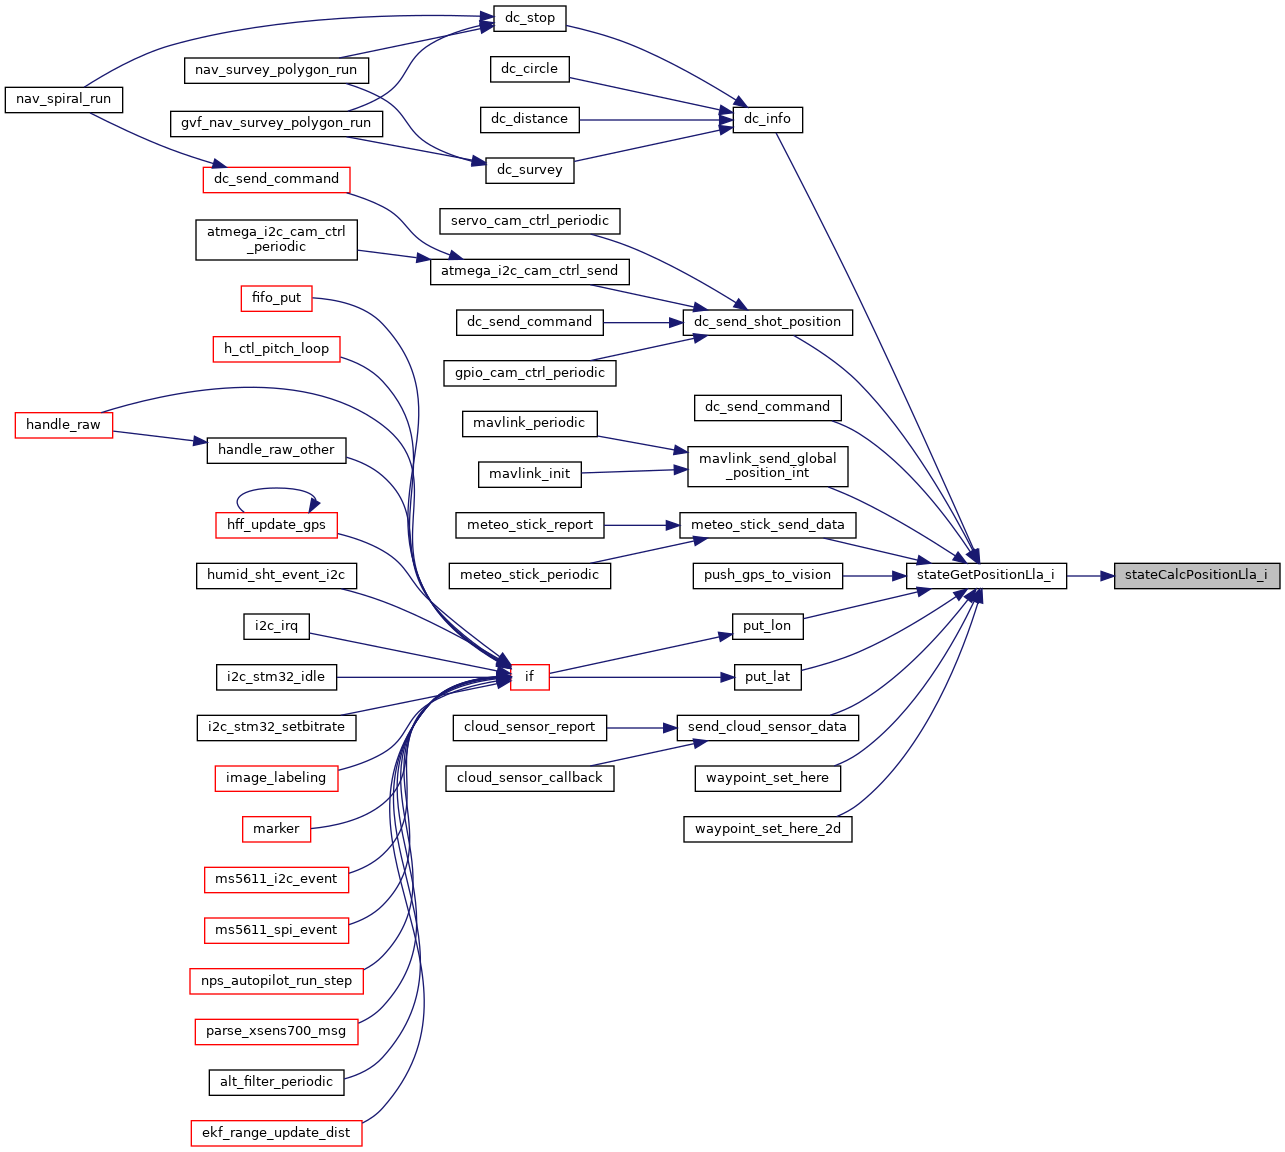 dc_stop
nav_survey_polygon_run
dc_circle
nav_spiral_run
gvf_nav_survey_polygon_run
dc_distance
dc_info
dc_survey
dc_send_command
servo_cam_ctrl_periodic
atmega_i2c_cam_ctrl
_periodic
atmega_i2c_cam_ctrl_send
fifo_put
dc_send_command
dc_send_shot_position
h_ctl_pitch_loop
gpio_cam_ctrl_periodic
dc_send_command
handle_raw
mavlink_periodic
handle_raw_other
mavlink_send_global
_position_int
mavlink_init
hff_update_gps
meteo_stick_report
meteo_stick_send_data
humid_sht_event_i2c
meteo_stick_periodic
push_gps_to_vision
stateGetPositionLla_i
stateCalcPositionLla_i
i2c_irq
put_lon
i2c_stm32_idle
if
put_lat
i2c_stm32_setbitrate
cloud_sensor_report
send_cloud_sensor_data
image_labeling
cloud_sensor_callback
waypoint_set_here
marker
waypoint_set_here_2d
ms5611_i2c_event
ms5611_spi_event
nps_autopilot_run_step
parse_xsens700_msg
alt_filter_periodic
ekf_range_update_dist